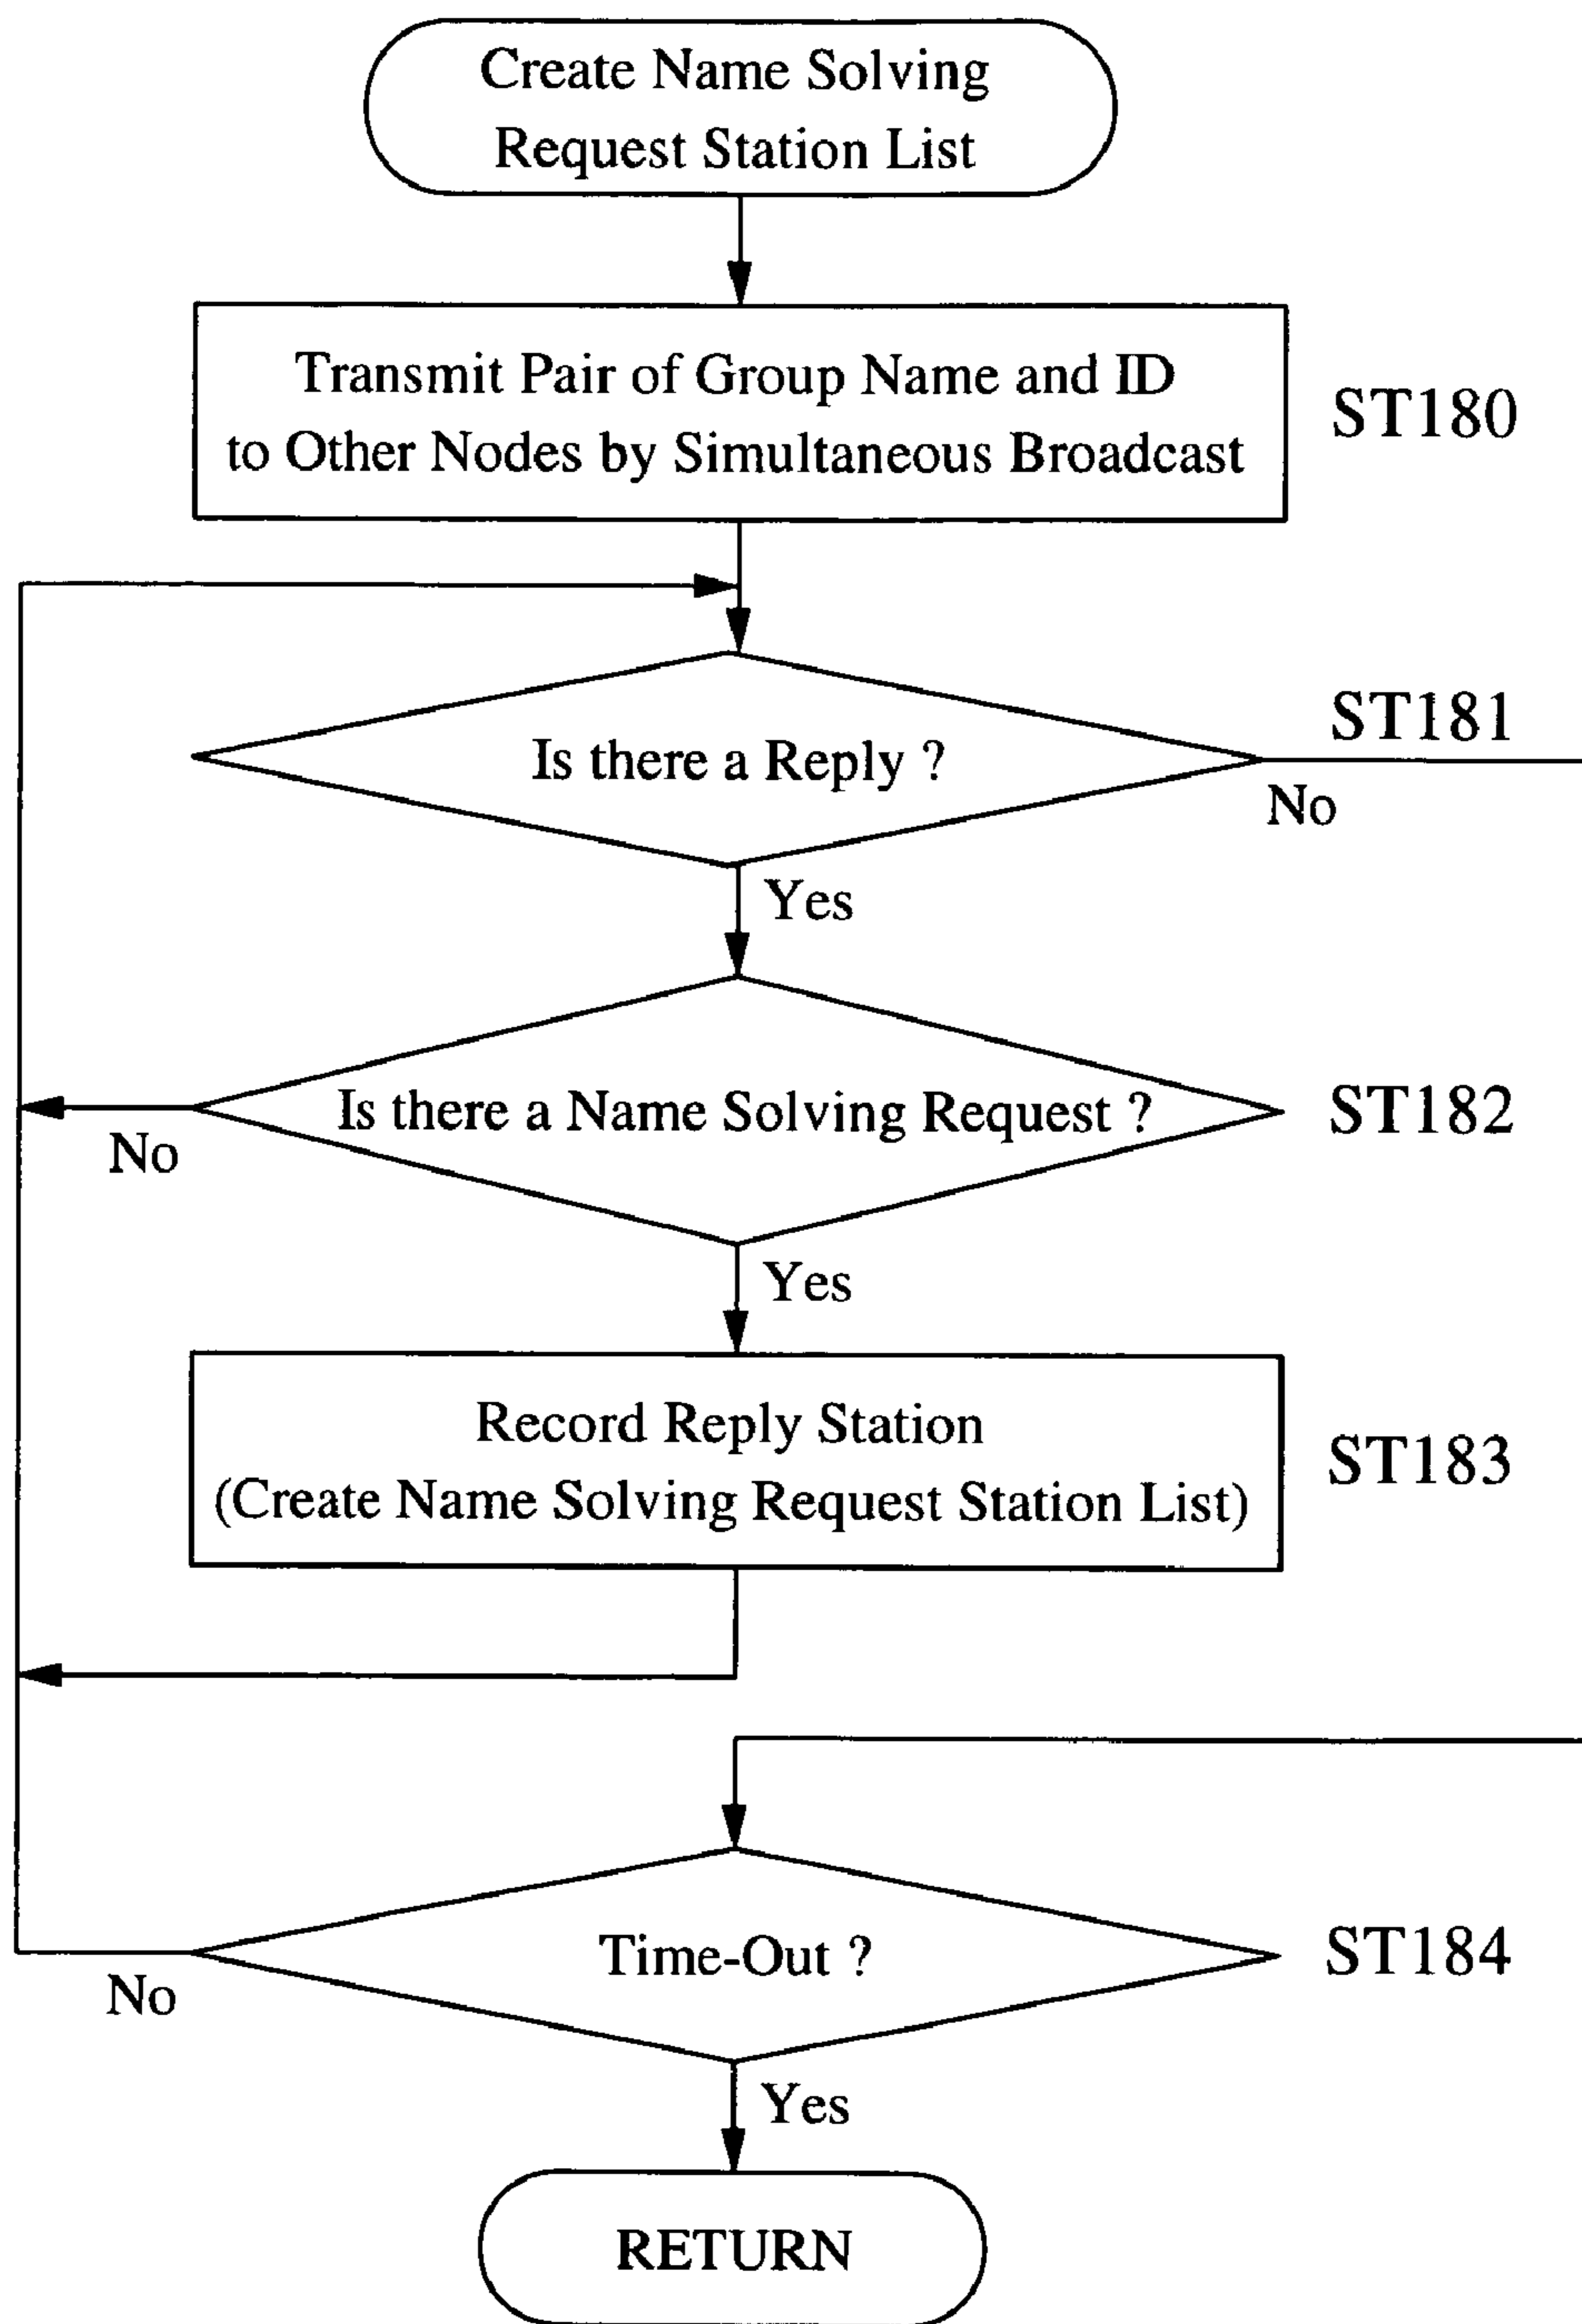 Create Name Solving
Request Station List
Transmit Pair of Group Name and ID
to Other Nodes by Simultaneous Broadcast
ST180
Is there a Reply ?
ST181
No
Yes
Is there a Name Solving Request ?
ST182
No
Yes
Record Reply Station
(Create Name Solving Request Station List)
ST183
Time-Out ?
ST184
No
Yes
RETURN